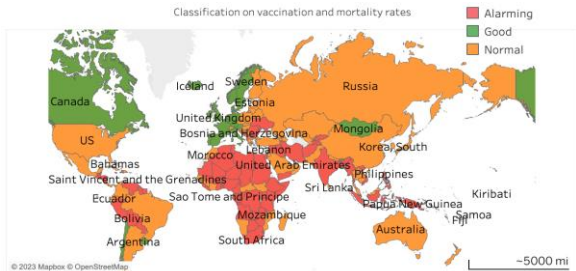 Classification on vaccination and mortality rates
Alarming
Good
Normal
Canada
Iceland
Sweden
Russia
Estonia
United Kingdom
Bosnia and Herzegovina
Mongolia
US
Korea, South
Lebanon
Morocco
Bahamas
United Arab Emirates
Philippines
Saint Vincent and the Grenadines
Sri Lanka
Kiribati
Ecuador
Sao Tome and Principe
Papua New Guinea
Samoa
Bolivia
Mozambique
Fiji
Australia
Argentina
South Africa
© 2023 Mapbox © OpenStreetMap
~5000 mi